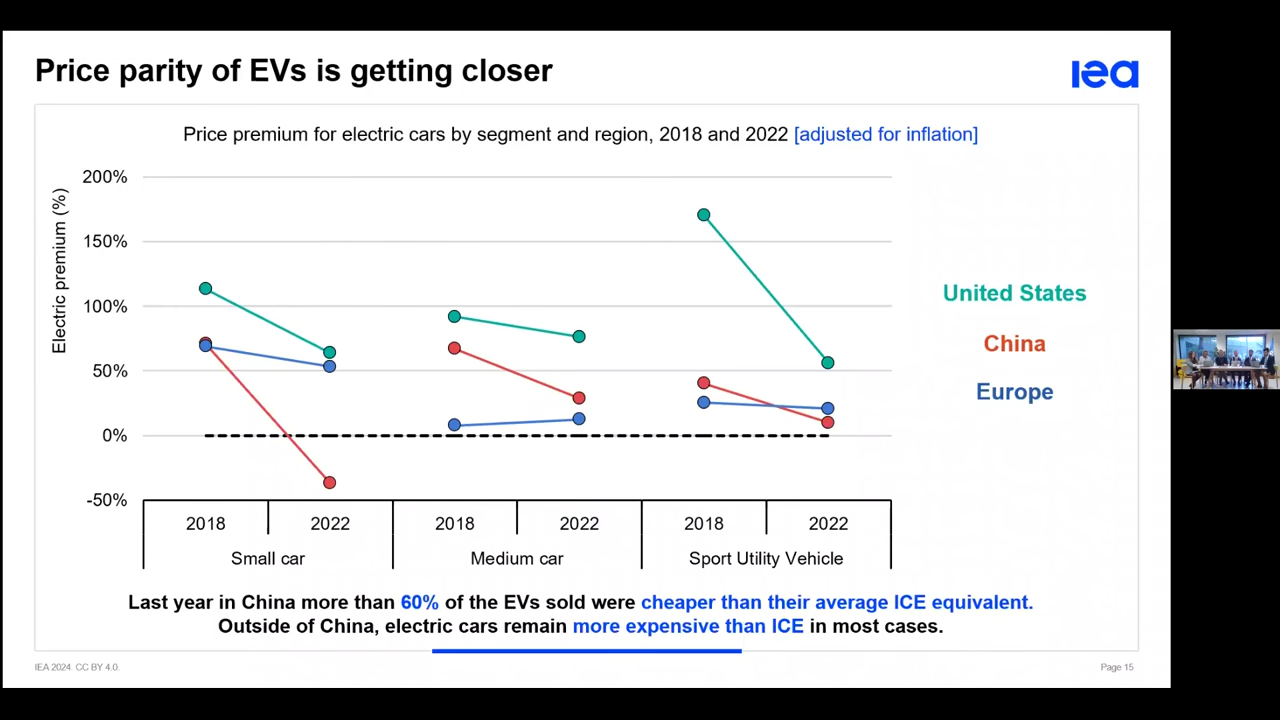 Price parity of EVs is getting closer
iea
Price premium for electric cars by segment and region, 2018 and 2022 [adjusted for inflation]
Electric premium (%)
200%
150%
100%
50%
0%
-50%
2018
2022
2018
2022
2018
2022
Small car
Medium car
Sport Utility Vehicle
United States
China
Europe
Last year in China more than 60% of the EVs sold were cheaper than their average ICE equivalent.
Outside of China, electric cars remain more expensive than ICE in most cases.
IEA 2024. CC BY 4.0.
Page 15